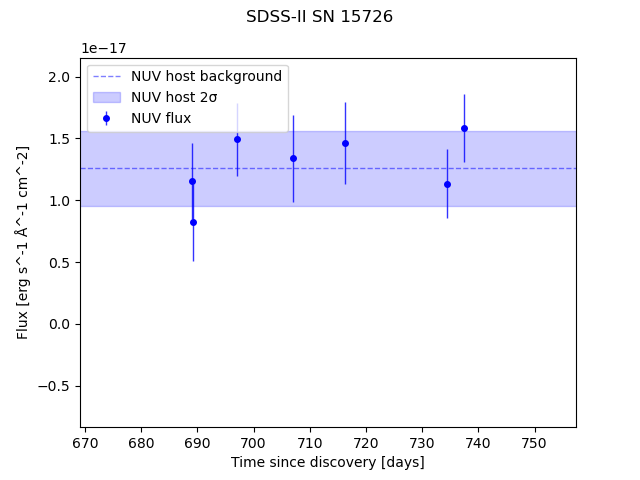 SDSS-II SN 15726
1e−17
NUV host background
NUV host 2σ
NUV flux
2.0
1.5
1.0
0.5
0.0
−0.5
Flux [erg s^-1 Å^-1 cm^-2]
670 680 690 700 710 720 730 740 750
Time since discovery [days]